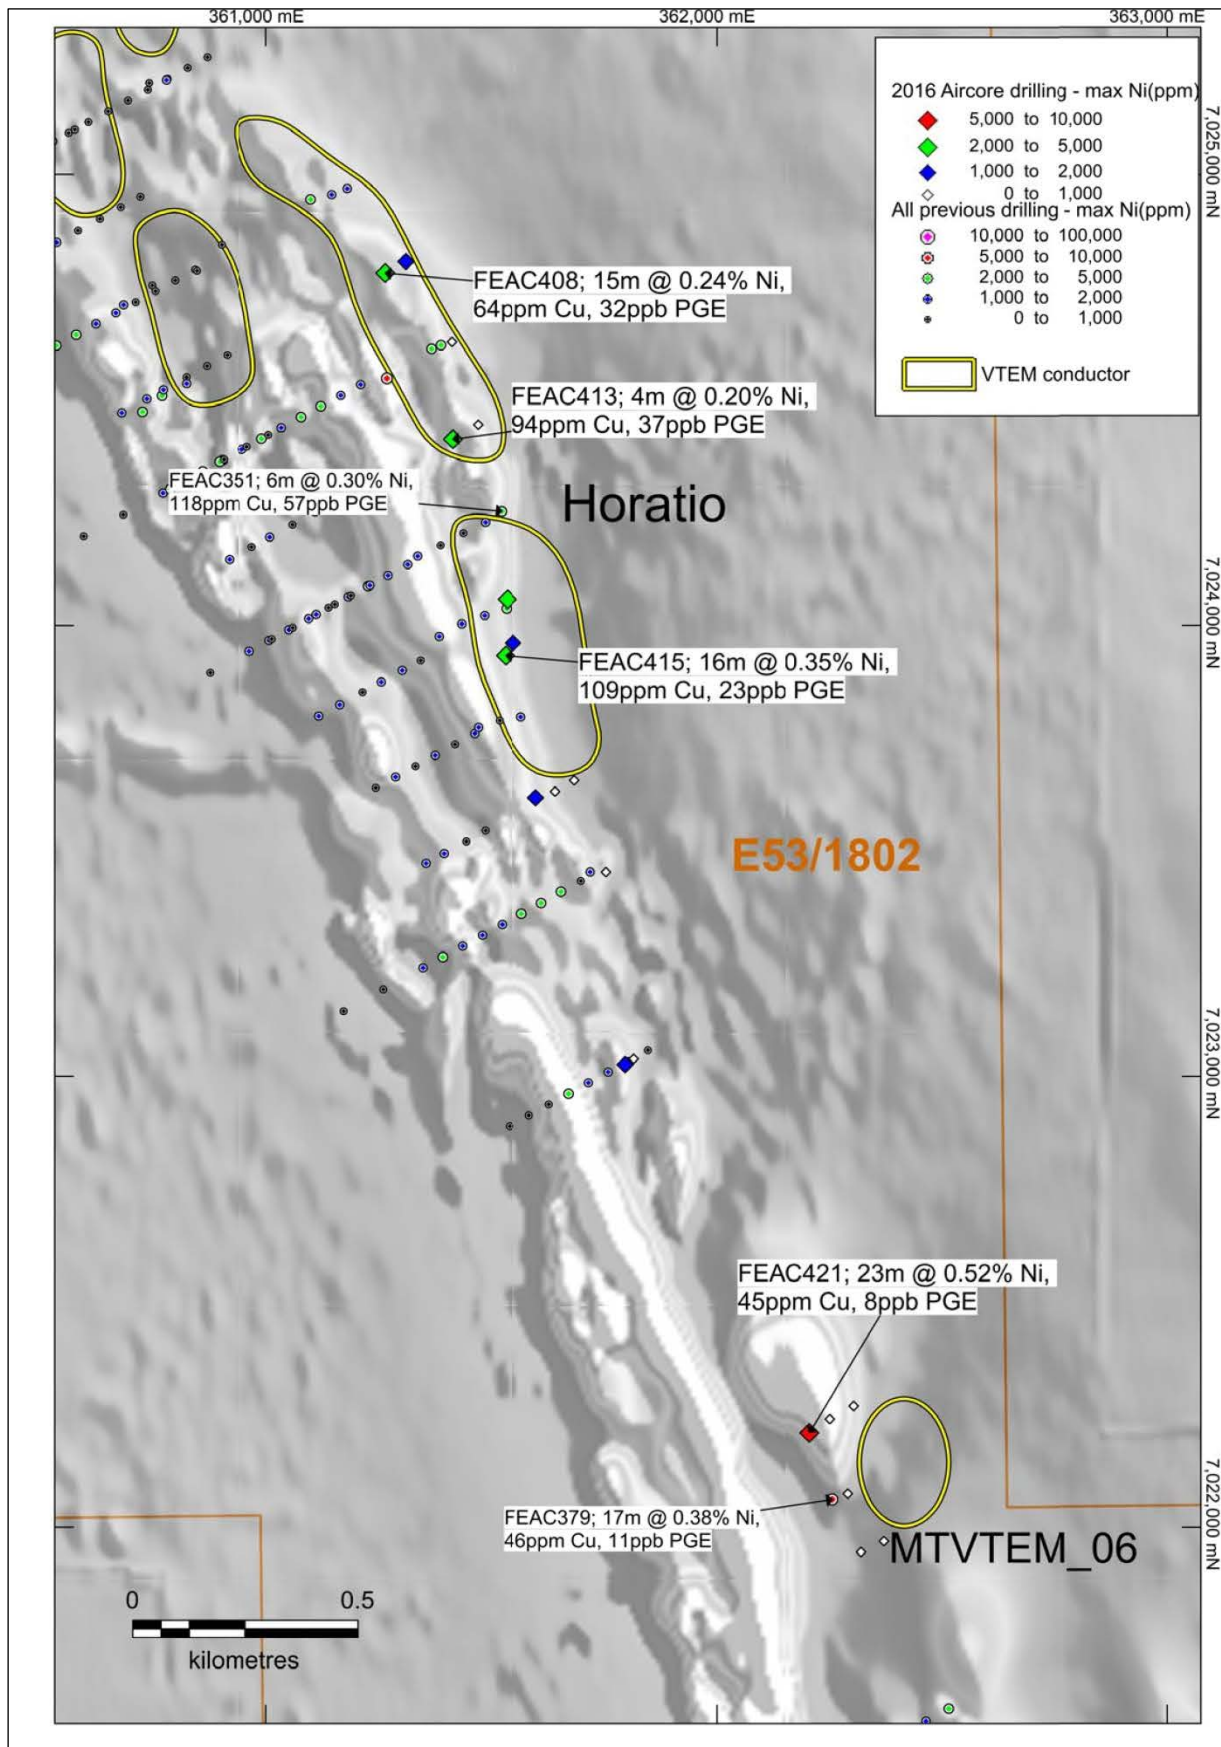 361,000 mE
362,000 mE
363,000 mE
2016 Aircore drilling - max Ni(ppm)
5,000 to 10,000
2,000 to 5,000
1,000 to 2,000
0 to 1,000
All previous drilling - max Ni(ppm)
10,000 to 100,000
5,000 to 10,000
2,000 to 5,000
1,000 to 2,000
0 to 1,000
VTEM conductor
7,025,000 mN
FEAC408; 15m @ 0.24% Ni,
64ppm Cu, 32ppb PGE
FEAC413; 4m @ 0.20% Ni,
94ppm Cu, 37ppb PGE
FEAC351; 6m @ 0.30% Ni,
118ppm Cu, 57ppb PGE
Horatio
7,024,000 mN
FEAC415; 16m @ 0.35% Ni,
109ppm Cu, 23ppb PGE
E53/1802
7,023,000 mN
FEAC421; 23m @ 0.52% Ni,
45ppm Cu, 8ppb PGE
FEAC379; 17m @ 0.38% Ni,
46ppm Cu, 11ppb PGE
7,022,000 mN
MTVTEM_06
0 0.5
kilometres